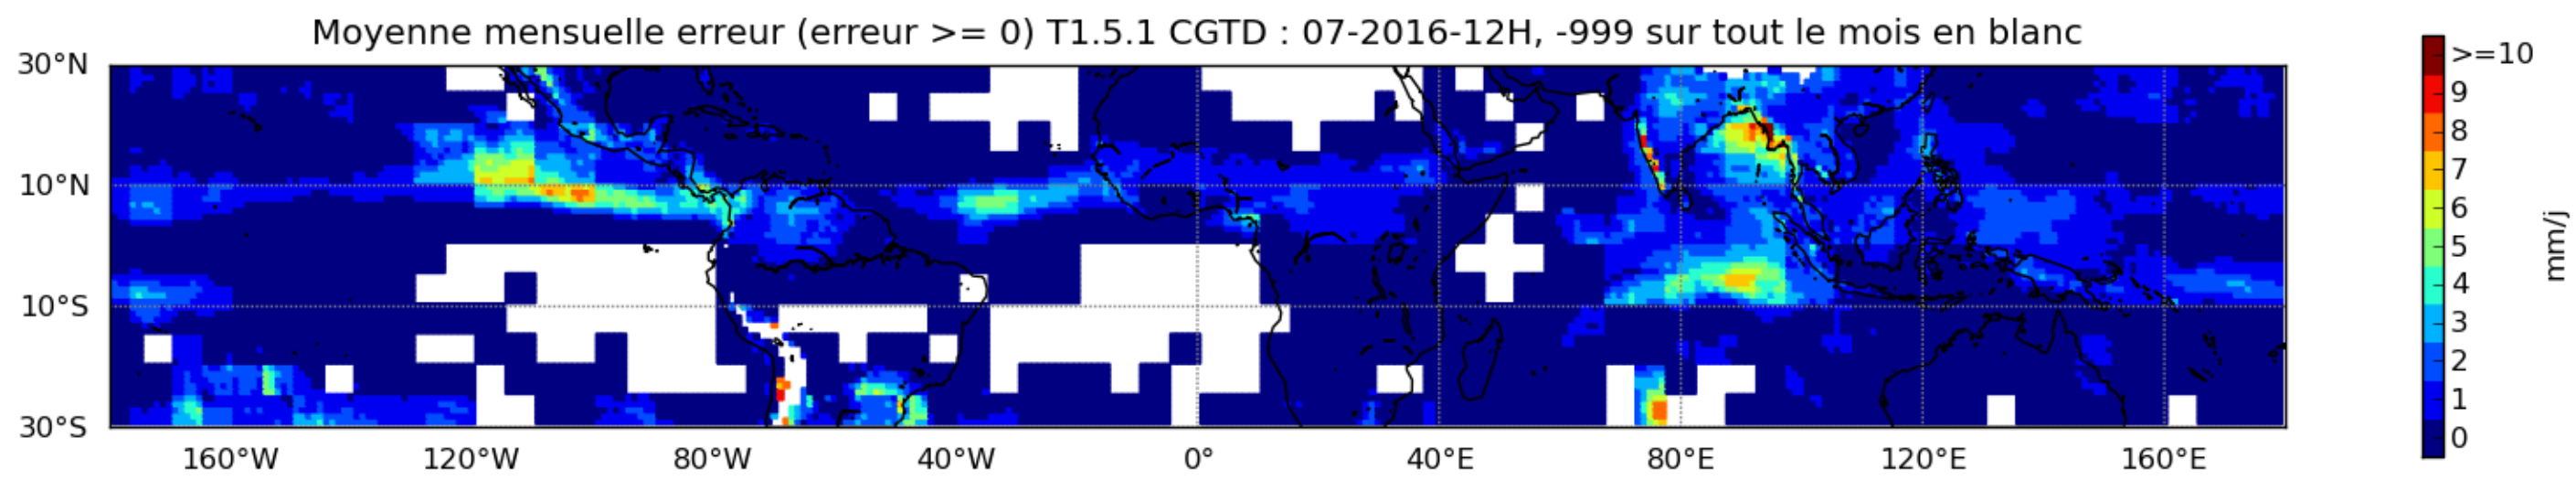 Moyenne mensuelle erreur (erreur >= 0) T1.5.1 CGTD : 07-2016-12H, -999 sur tout le mois en blanc
30°N
10°N
10°S
30°S
160°W 120°W 80°W 40°W 0° 40°E 80°E 120°E 160°E
>=10
9
8
7
6
5
4
3
2
1
0
mm/j